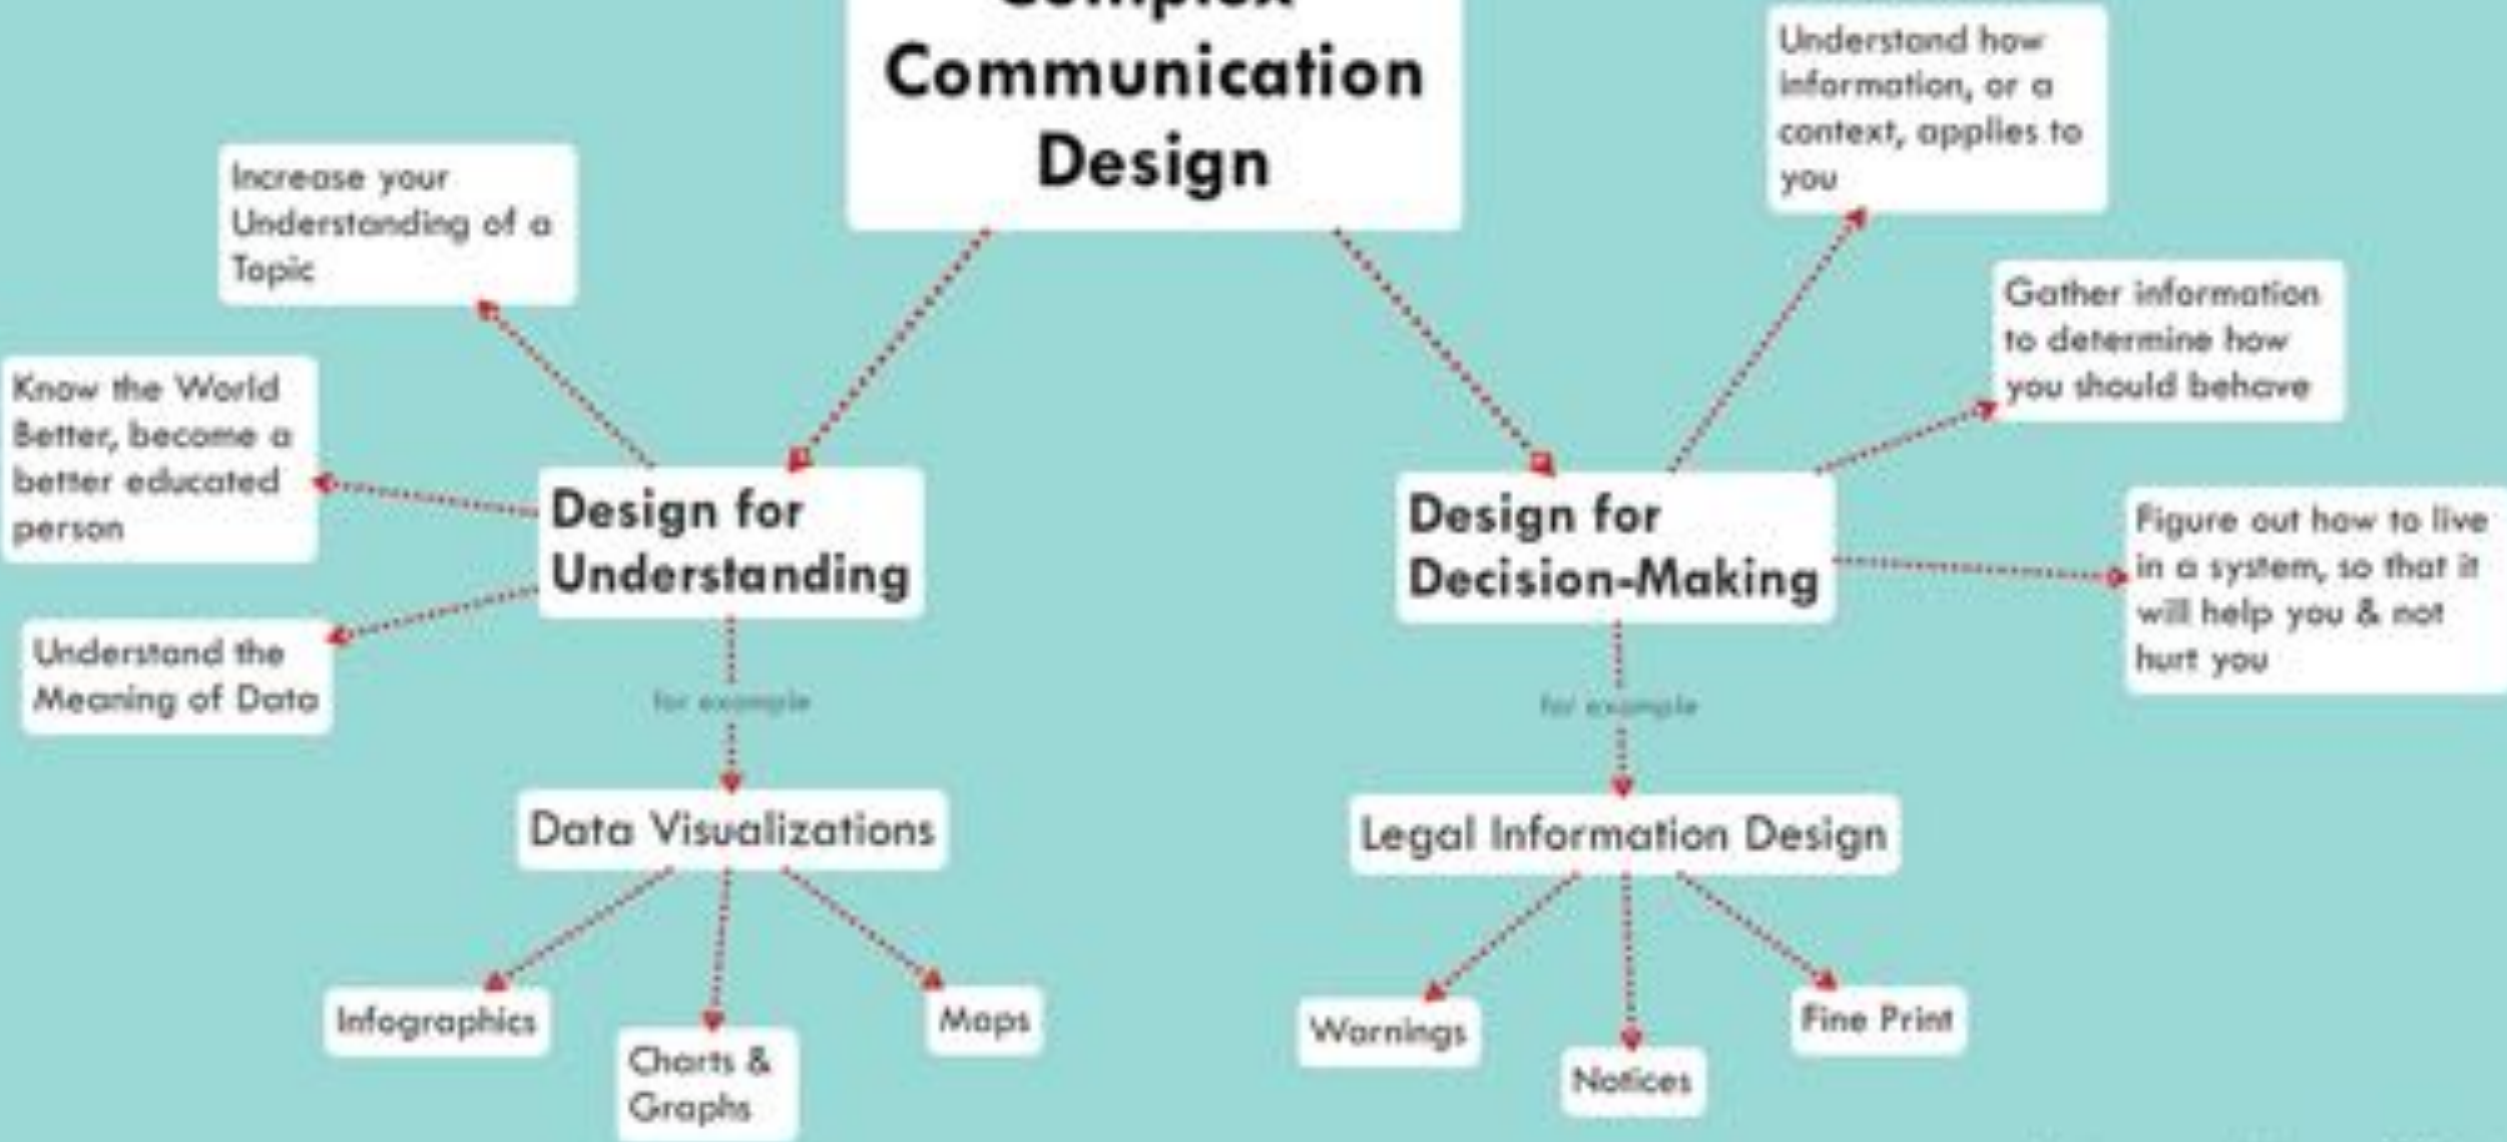 Complex
Communication
Design
Understand how
information, or a
context, applies to
you
Increase your
Understanding of a
Topic
Gather information
to determine how
you should behave
Know the World
Better, become a
better educated
person
Design for
Understanding
Design for
Decision-Making
Figure out how to live
in a system, so that it
will help you & not
hurt you
Understand the
Meaning of Data
for example
for example
Data Visualizations
Legal Information Design
Infographics
Charts &
Graphs
Maps
Warnings
Notices
Fine Print